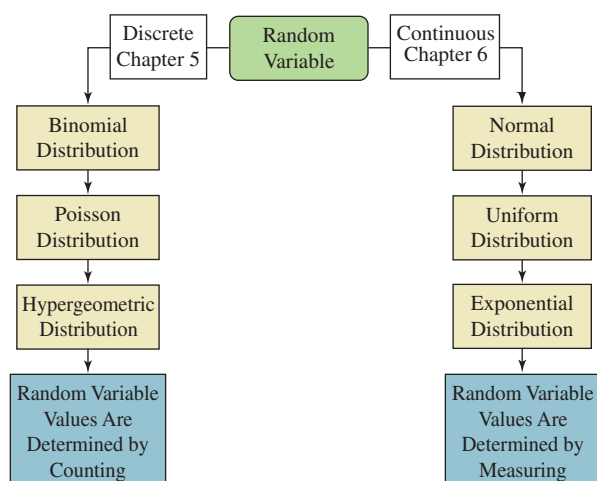 Discrete
Chapter 5
Random
Variable
Continuous
Chapter 6
Binomial
Distribution
Poisson
Distribution
Hypergeometric
Distribution
Random Variable
Values Are
Determined by
Counting
Normal
Distribution
Uniform
Distribution
Exponential
Distribution
Random Variable
Values Are
Determined by
Measuring